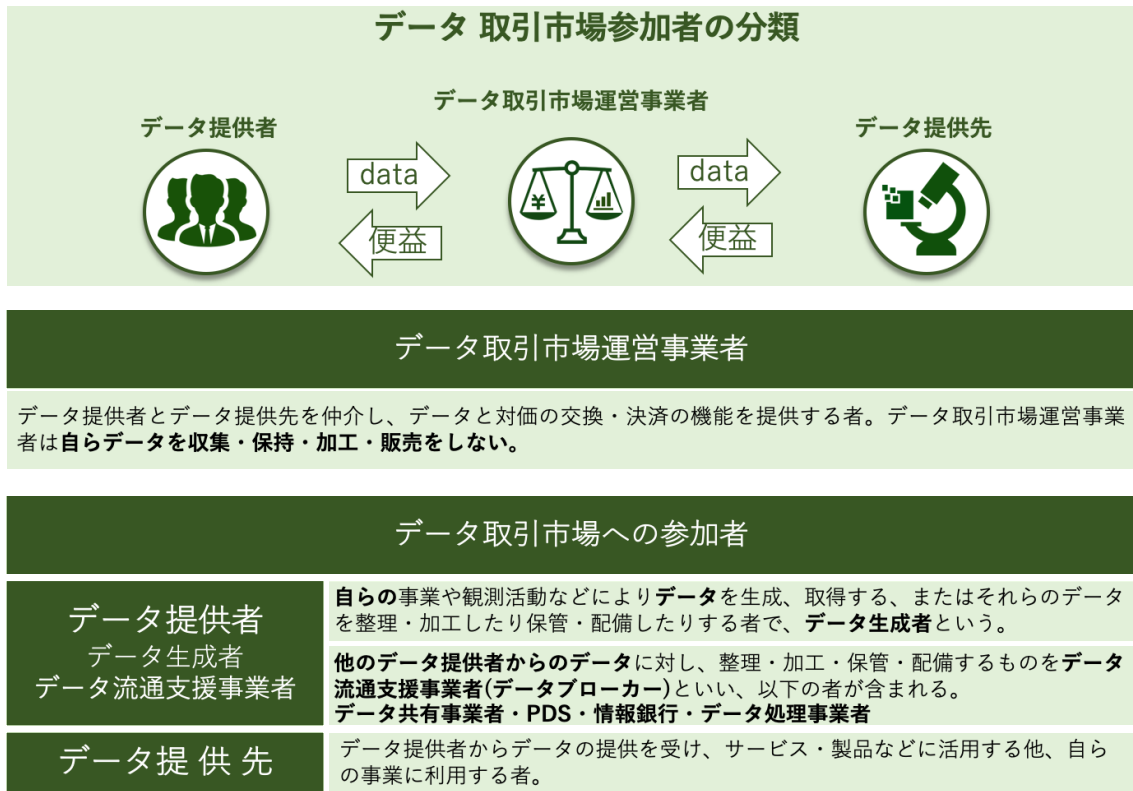 データ 取引市場参加者の分類
データ取引市場運営事業者
データ提供者
データ提供先
data
data
便益
便益
¥
データ取引市場運営事業者
データ提供者とデータ提供先を仲介し、データと対価の交換・決済の機能を提供する者。データ取引市場運営事業
者は自らデータを収集・保持・加工・販売をしない。
データ取引市場への参加者
データ提供者
データ生成者
データ流通支援事業者
自らの事業や観測活動などによりデータを生成、取得する、またはそれらのデータ
を整理・加工したり保管・配備したりする者で、データ生成者という。
他のデータ提供者からのデータに対し、整理・加工・保管・配備するものをデータ
流通支援事業者(データブローカー)といい、以下の者が含まれる。
データ共有事業者・PDS・情報銀行・データ処理事業者
データ提 供 先
データ提供者からデータの提供を受け、サービス・製品などに活用する他、自ら
の事業に利用する者。